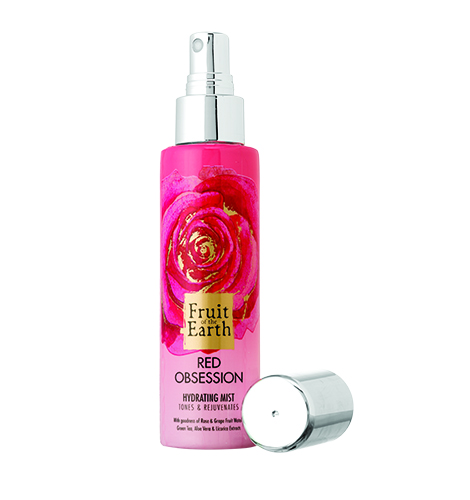 Fruit
of the
Earth
RED
OBSESSION
HYDRATING MIST
TONES & REJUVENATES
With goodness of Rose & Grape Fruit Water
Green Tea, Aloe Vera & Licorice Extracts